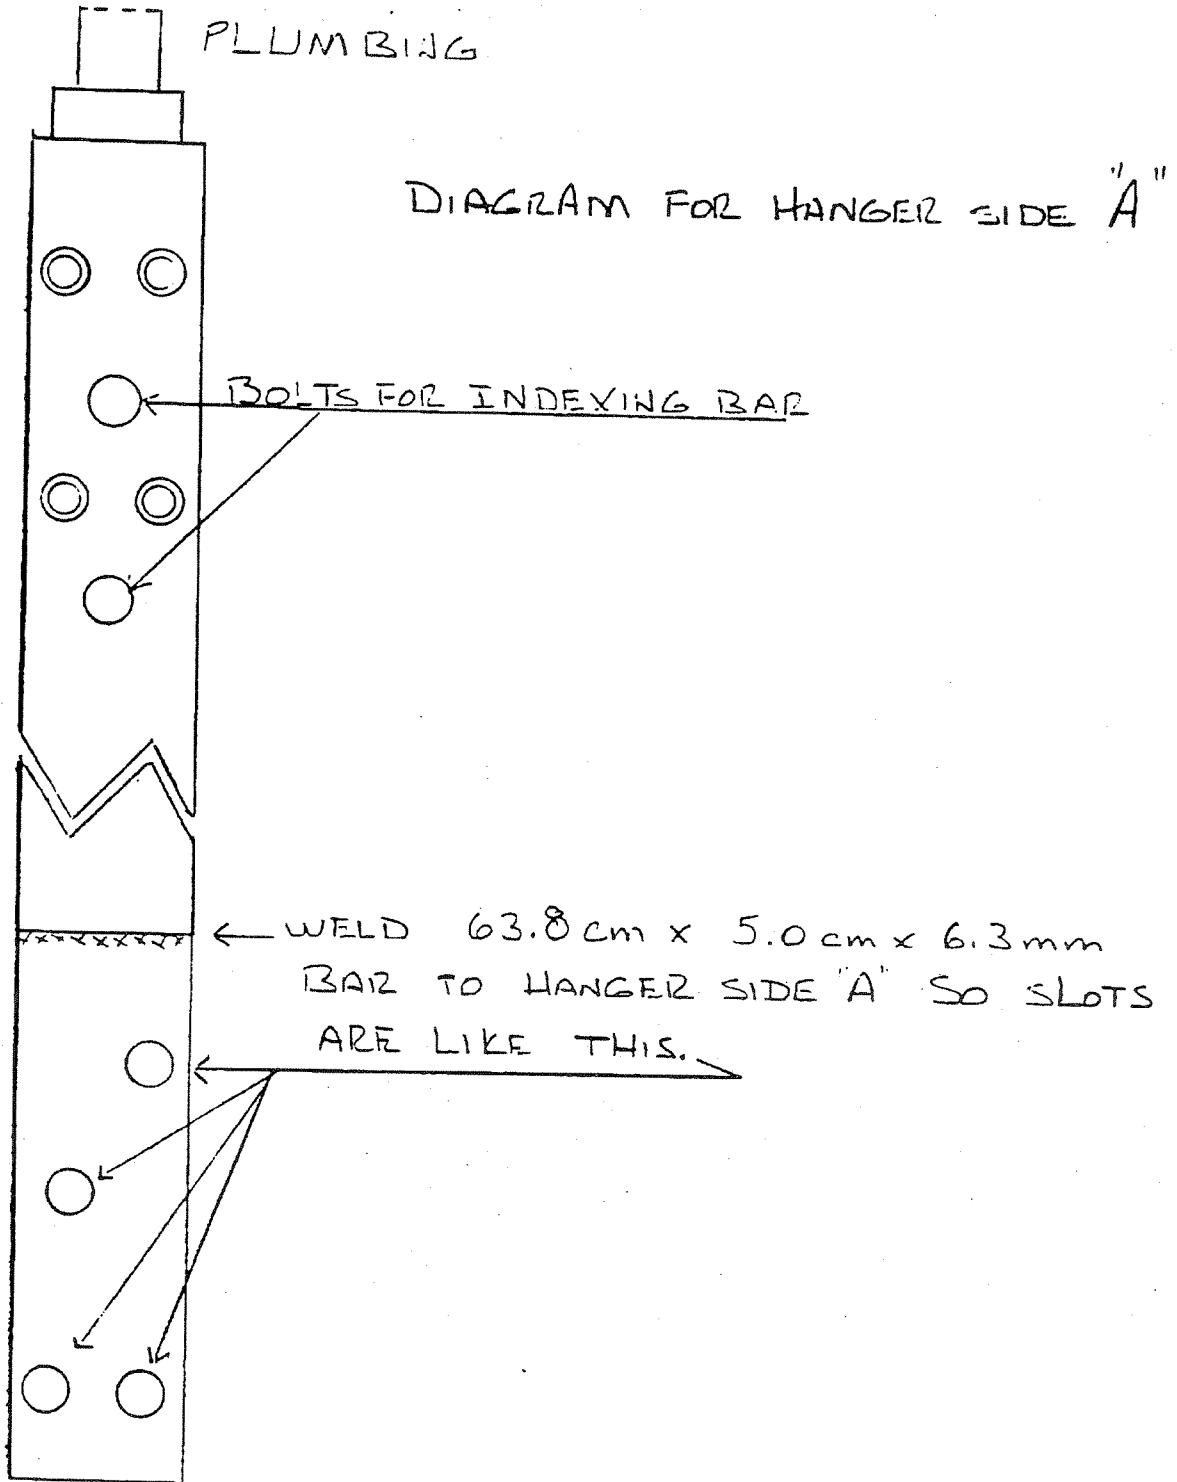 PLUMBING
DIAGRAM FOR HANGER SIDE "A"
BOLTS FOR INDEXING BAR
WELD 63.8 cm x 5.0 cm x 6.3 mm
BAR TO HANGER SIDE "A" SO SLOTS
ARE LIKE THIS.